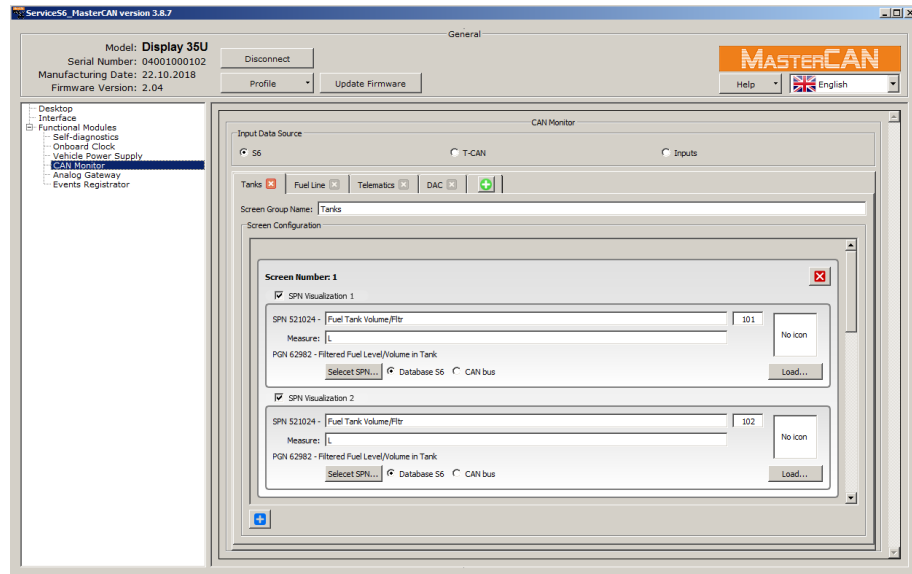 ServiceS6_MasterCAN version 3.8.7
General
Model: Display 35U
Serial Number: 04001000102
Manufacturing Date: 22.10.2018
Firmware Version: 2.04
Disconnect
Profile
Update Firmware
MASTERCAN
Help
English
Desktop
Interface
Functional Modules
Self-diagnostics
Onboard Clock
Vehicle Power Supply
CAN Monitor
Analog Gateway
Events Registrator
CAN Monitor
Input Data Source
S6 T-CAN Inputs
Tanks Fuel Line Telematics DAC
Screen Group Name: Tanks
Screen Configuration
Screen Number: 1
SPN Visualization 1
SPN 521024 - Fuel Tank Volume/Fltr 101
No icon
Measure: L
PGN 62982 - Filtered Fuel Level/Volume in Tank
Selecet SPN... Database S6 CAN bus Load...
SPN Visualization 2
SPN 521024 - Fuel Tank Volume/Fltr 102
No icon
Measure: L
PGN 62982 - Filtered Fuel Level/Volume in Tank
Selecet SPN... Database S6 CAN bus Load...